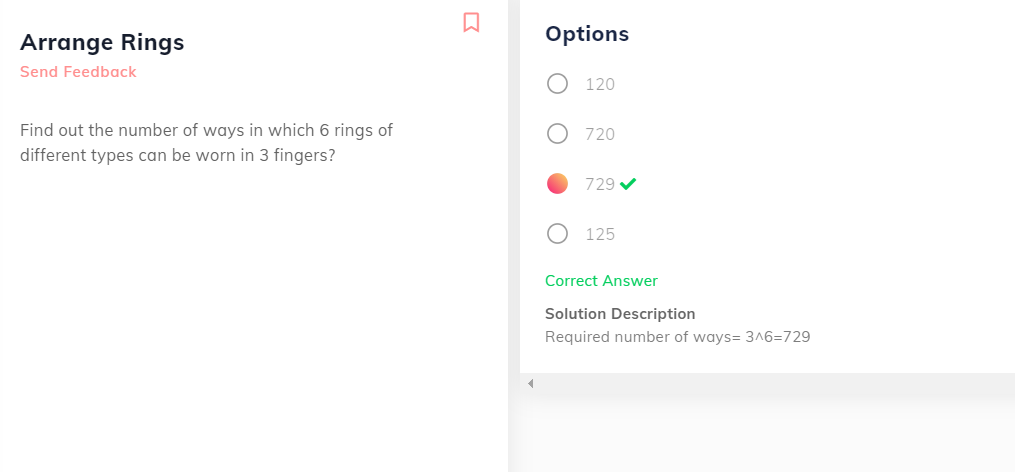 Arrange Rings
Send Feedback
Find out the number of ways in which 6 rings of
different types can be worn in 3 fingers?
Options
120
720
729
125
Correct Answer
Solution Description
Required number of ways= 3^6=729